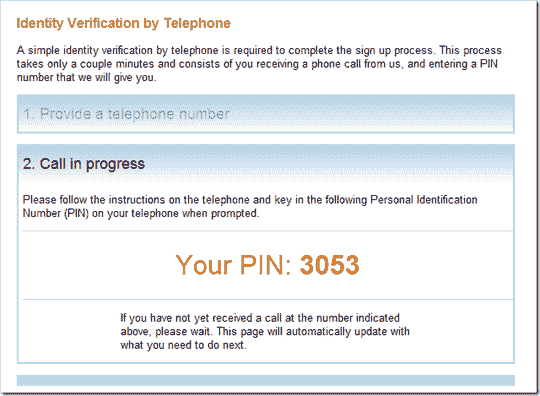 Identity Verification by Telephone
A simple identity verification by telephone is required to complete the sign up process. This process
takes only a couple minutes and consists of you receiving a phone call from us, and entering a PIN
number that we will give you.
1. Provide a telephone number
2. Call in progress
Please follow the instructions on the telephone and key in the following Personal Identification
Number (PIN) on your telephone when prompted.
Your PIN: 3053
If you have not yet received a call at the number indicated
above, please wait. This page will automatically update with
what you need to do next.